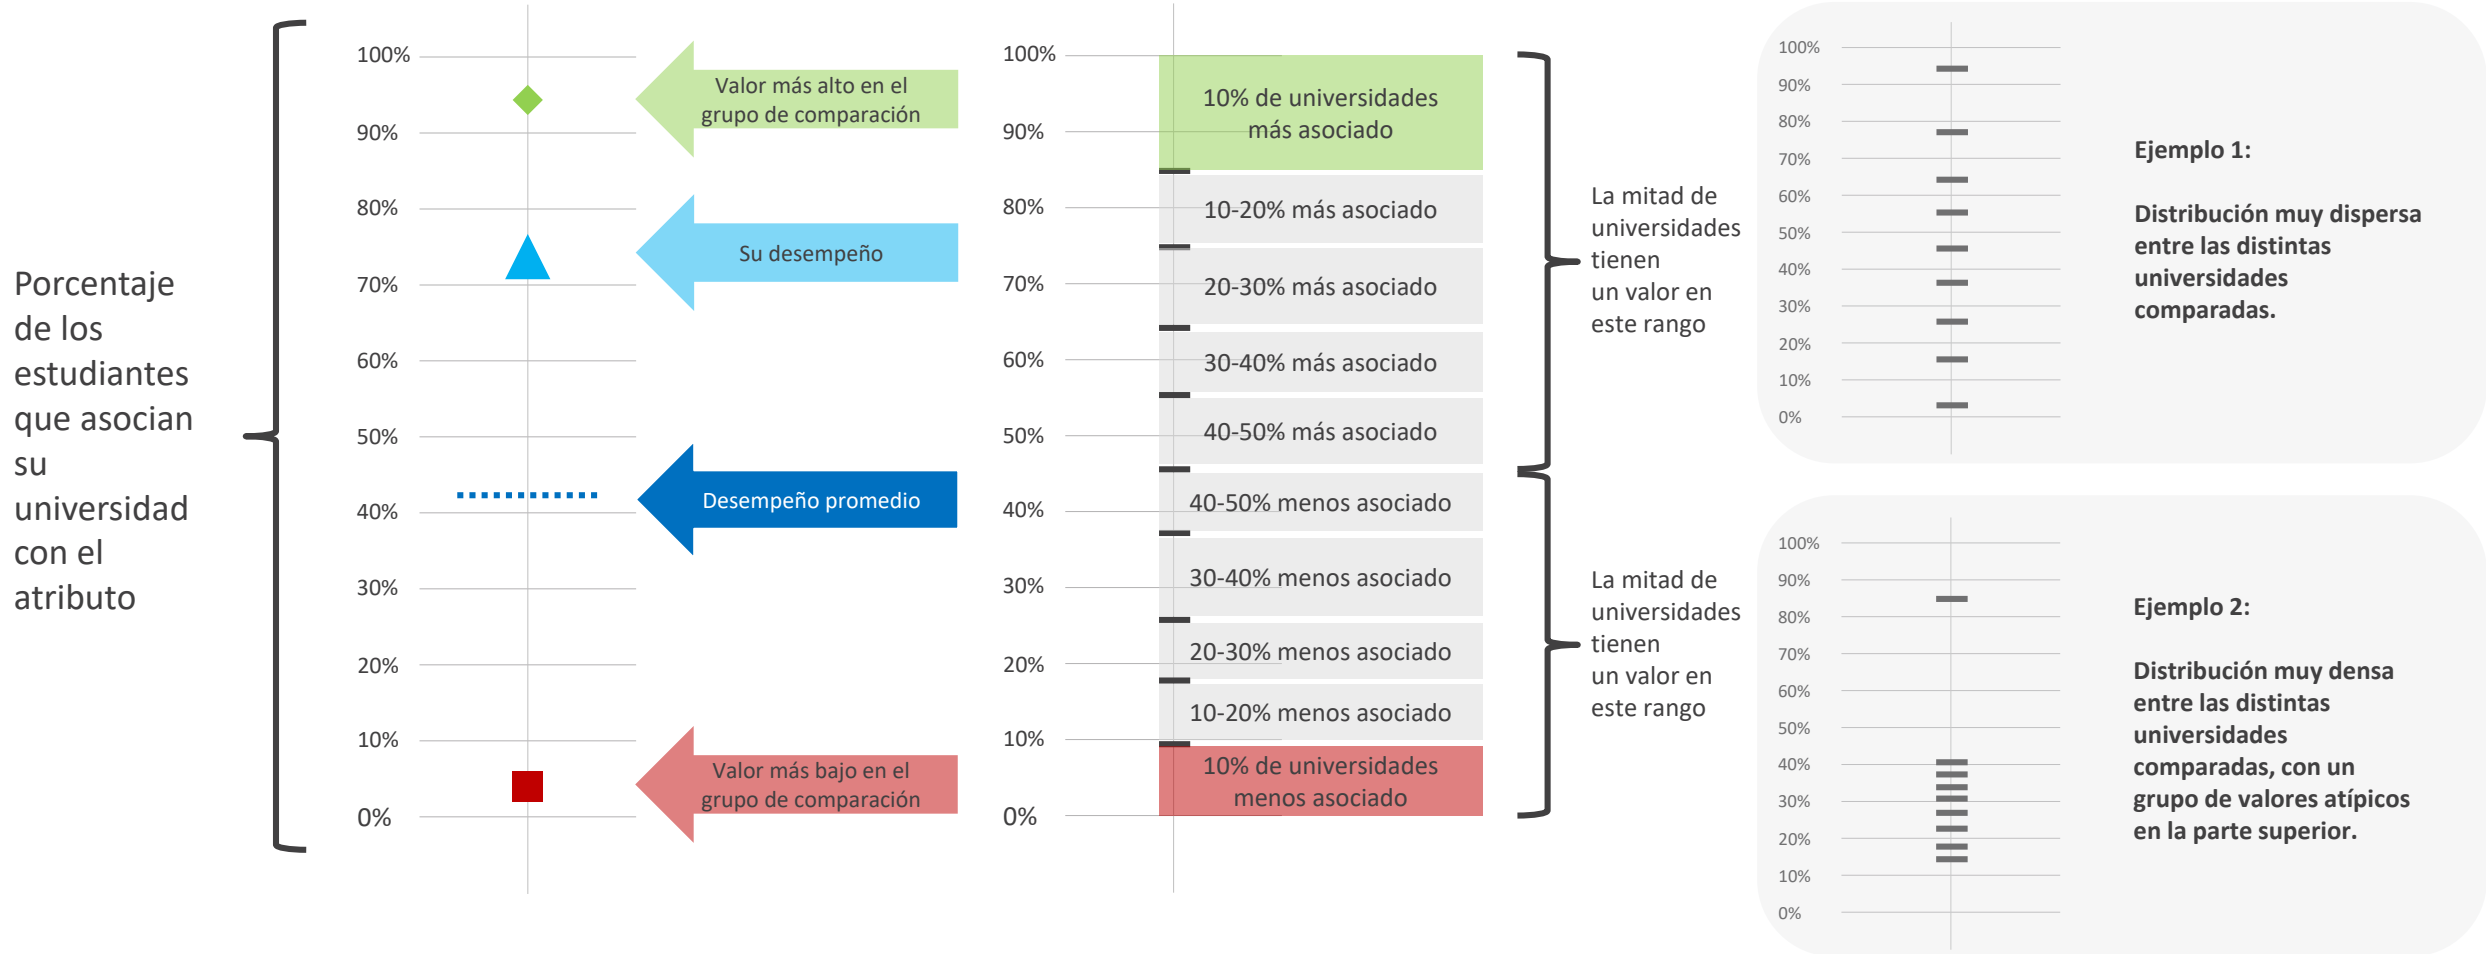 Porcentaje
de los
estudiantes
que asocian
su
universidad
con el
atributo
100%
90%
80%
70%
60%
50%
40%
30%
20%
10%
0%
Valor más alto en el
grupo de comparación
Su desempeño
Desempeño promedio
Valor más bajo en el
grupo de comparación
100%
90%
80%
70%
60%
50%
40%
30%
20%
10%
0%
10% de universidades
más asociado
10-20% más asociado
20-30% más asociado
30-40% más asociado
40-50% más asociado
40-50% menos asociado
30-40% menos asociado
20-30% menos asociado
10-20% menos asociado
10% de universidades
menos asociado
La mitad de
universidades
tienen
un valor en
este rango
La mitad de
universidades
tienen
un valor en
este rango
100%
90%
80%
70%
60%
50%
40%
30%
20%
10%
0%
Ejemplo 1:
Distribución muy dispersa
entre las distintas
universidades
comparadas.
100%
90%
80%
70%
60%
50%
40%
30%
20%
10%
0%
Ejemplo 2:
Distribución muy densa
entre las distintas
universidades
comparadas, con un
grupo de valores atípicos
en la parte superior.